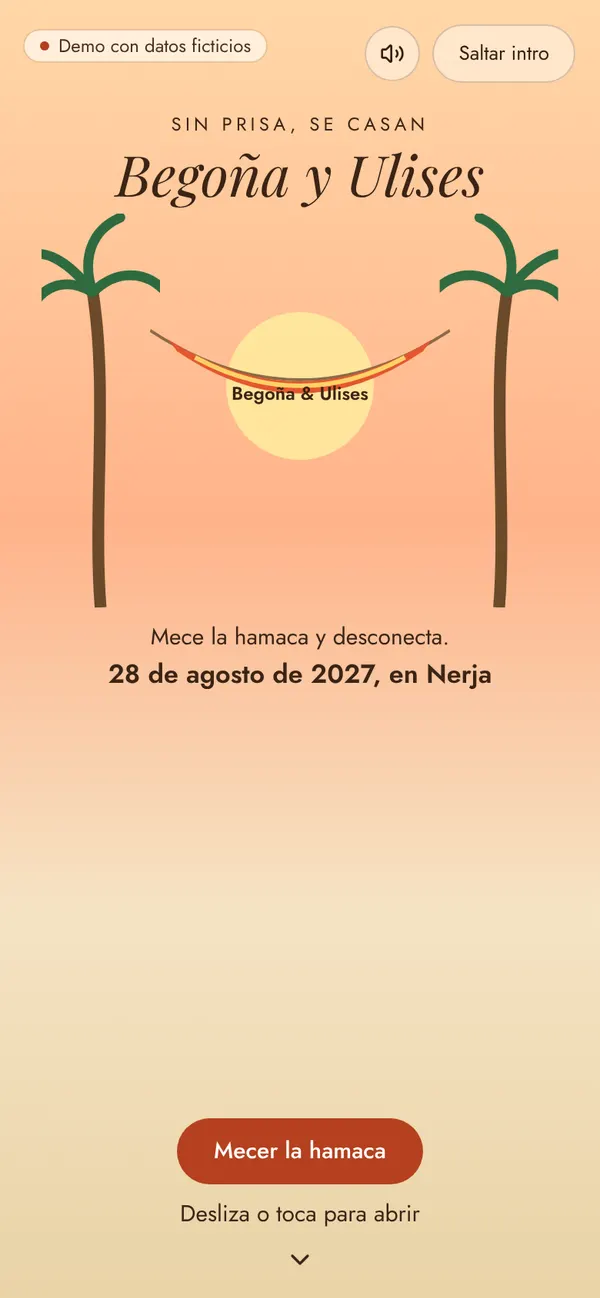 Demo con datos ficticios
Saltar intro
SIN PRISA, SE CASAN
Begoña y Ulises
Begoña & Ulises
Mece la hamaca y desconecta.
28 de agosto de 2027, en Nerja
Mecer la hamaca
Desliza o toca para abrir